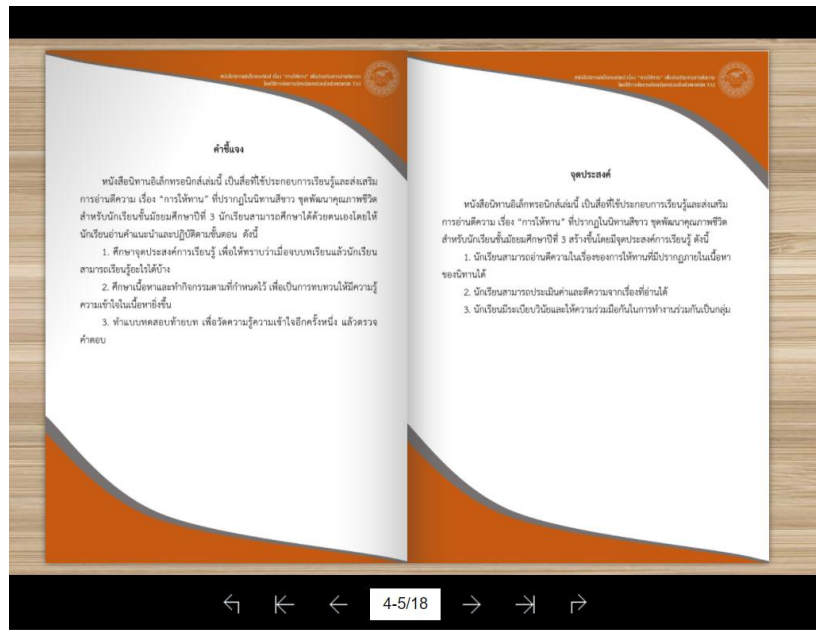 คำชี้แจง
หนังสือนิทานอิเล็กทรอนิกส์เล่มนี้ เป็นสื่อที่ใช้ประกอบการเรียนรู้และส่งเสริม
การอ่านตีความ เรื่อง “การให้ทาน” ที่ปรากฏในนิทานสีขาว ชุดพัฒนาคุณภาพชีวิต
สำหรับนักเรียนชั้นมัธยมศึกษาปีที่ 3 นักเรียนสามารถศึกษาได้ด้วยตนเองโดยให้
นักเรียนอ่านคำแนะนำและปฏิบัติตามขั้นตอน ดังนี้
1. ศึกษาจุดประสงค์การเรียนรู้ เพื่อให้ทราบว่าเมื่อจบบทเรียนแล้วนักเรียน
สามารถเรียนรู้อะไรได้บ้าง
2. ศึกษาเนื้อหาและทำกิจกรรมตามที่กำหนดไว้ เพื่อเป็นการทบทวนให้มีความรู้
ความเข้าใจในเนื้อหายิ่งขึ้น
3. ทำแบบทดสอบท้ายบท เพื่อวัดความรู้ความเข้าใจอีกครั้งหนึ่ง แล้วตรวจ
คำตอบ
จุดประสงค์
หนังสือนิทานอิเล็กทรอนิกส์เล่มนี้ เป็นสื่อที่ใช้ประกอบการเรียนรู้และส่งเสริม
การอ่านตีความ เรื่อง “การให้ทาน” ที่ปรากฏในนิทานสีขาว ชุดพัฒนาคุณภาพชีวิต
สำหรับนักเรียนชั้นมัธยมศึกษาปีที่ 3 สร้างขึ้นโดยมีจุดประสงค์การเรียนรู้ ดังนี้
1. นักเรียนสามารถอ่านตีความในเรื่องของการให้ทานที่มีปรากฏภายในเนื้อหา
ของนิทานได้
2. นักเรียนสามารถประเมินค่าและตีความจากเรื่องที่อ่านได้
3. นักเรียนมีระเบียบวินัยและให้ความร่วมมือกันในการทำงานร่วมกันเป็นกลุ่ม
4-5/18